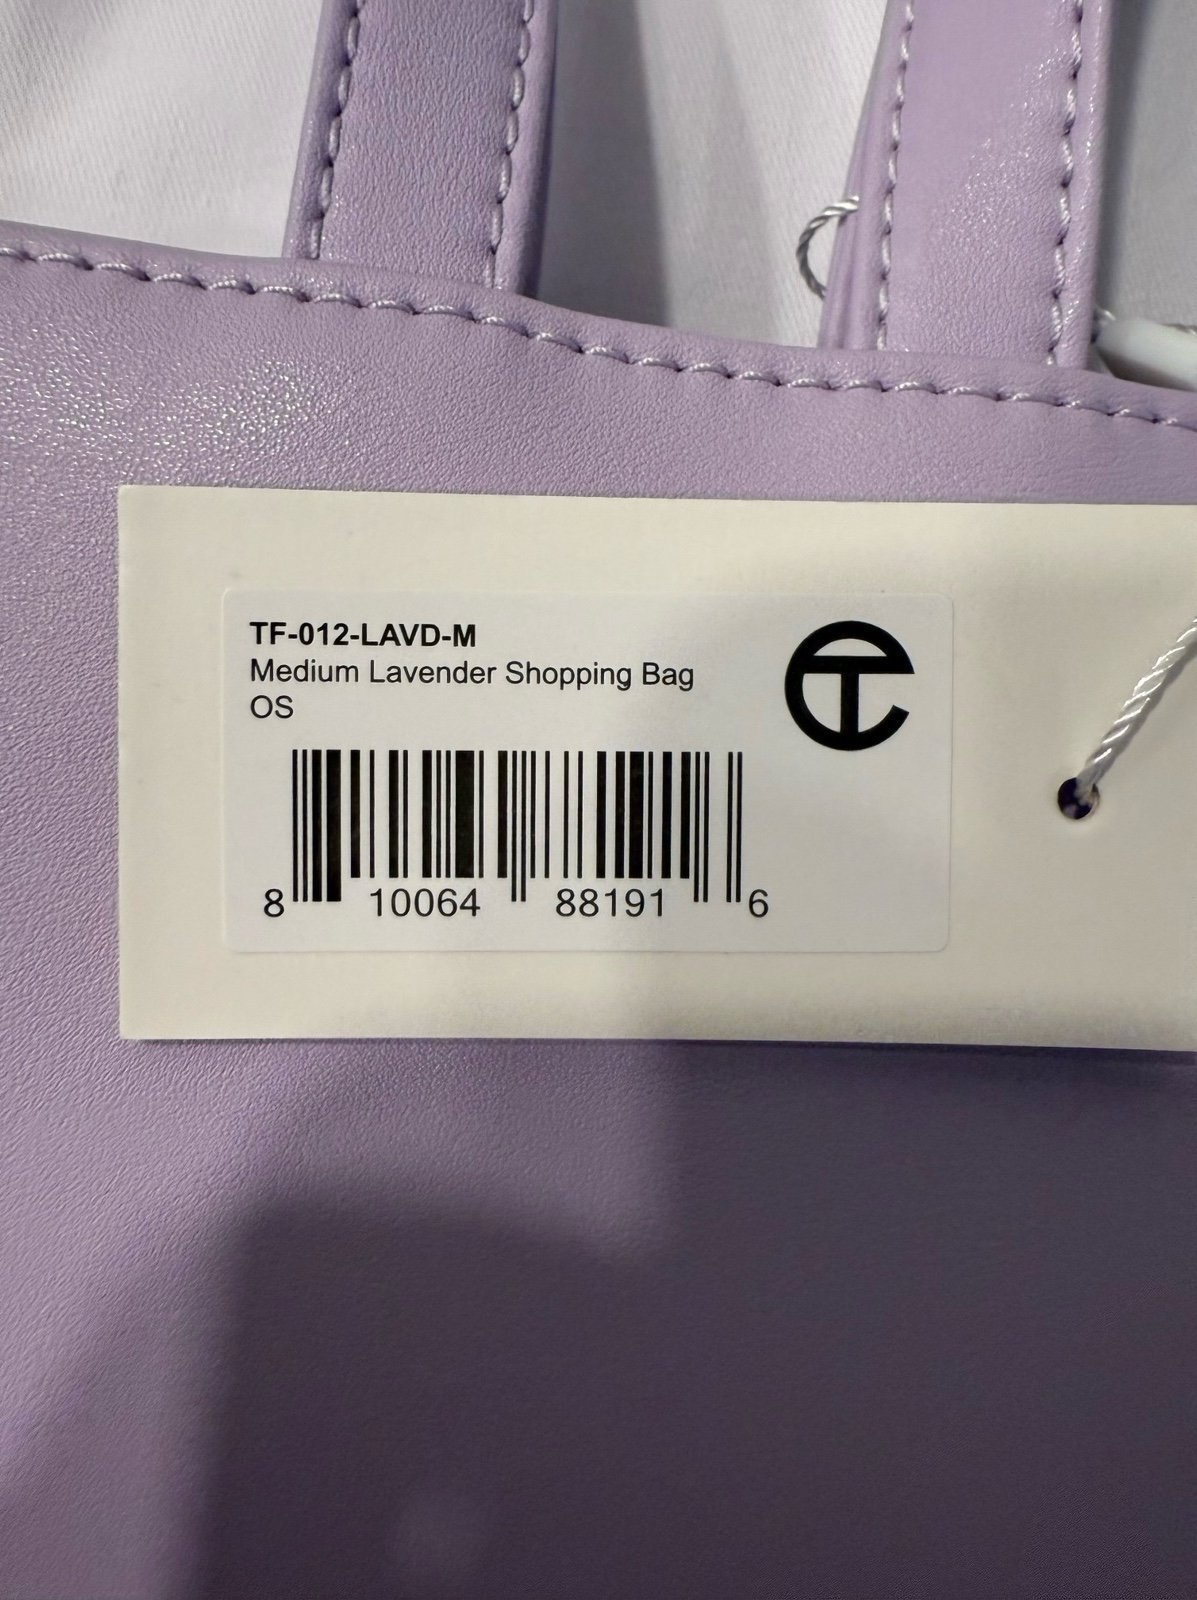 TF-012-LAVD-M
Medium Lavender Shopping Bag
OS
8 10064 88191 6